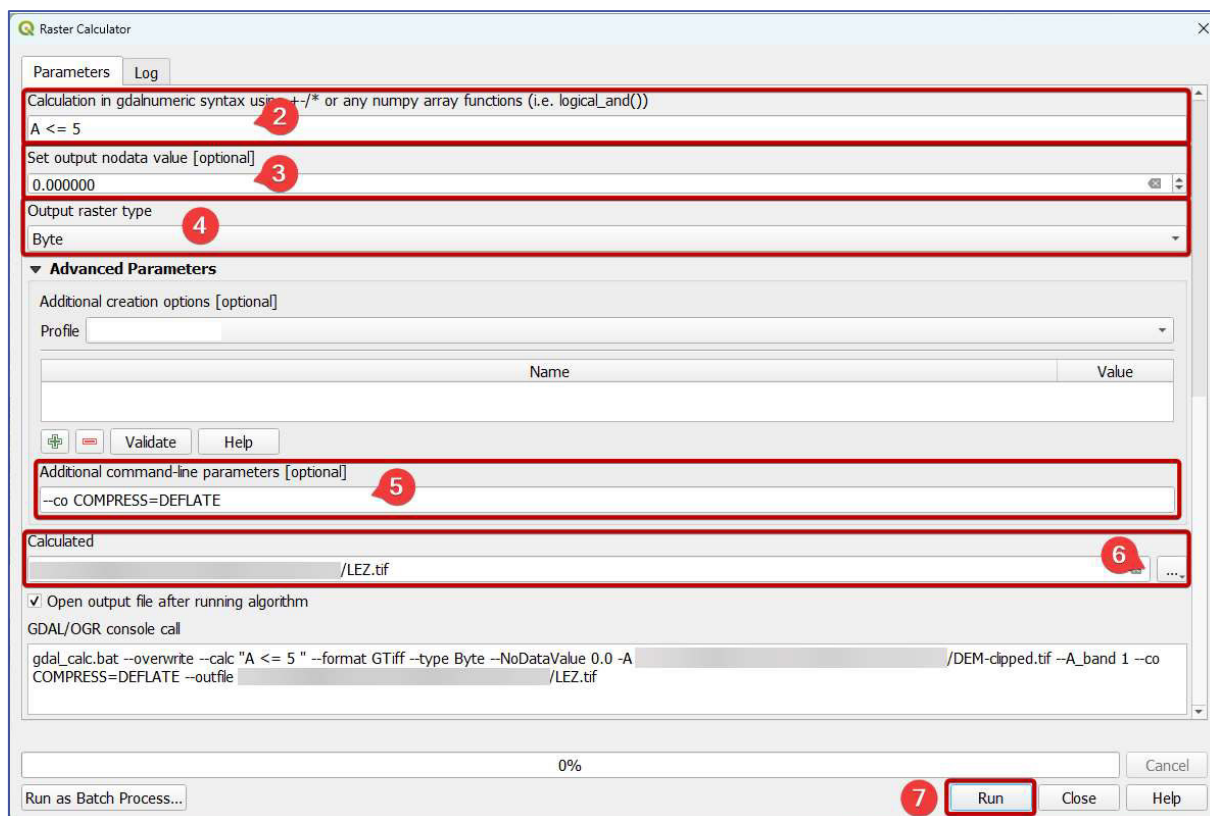 Raster Calculator
Parameters Log
Calculation in gdalnumeric syntax using +-/* or any numpy array functions (i.e. logical_and())
2
A <= 5
Set output nodata value [optional]
3
0.000000
Output raster type
4
Byte
Advanced Parameters
Additional creation options [optional]
Profile
Name Value
Validate Help
Additional command-line parameters [optional]
5
--co COMPRESS=DEFLATE
Calculated
6
/LEZ.tif ...
Open output file after running algorithm
GDAL/OGR console call
gdal_calc.bat --overwrite --calc "A <= 5 " --format GTiff --type Byte --NoDataValue 0.0 -A /DEM-clipped.tif --A_band 1 --co
COMPRESS=DEFLATE --outfile /LEZ.tif
0% Cancel
Run as Batch Process... 7 Run Close Help